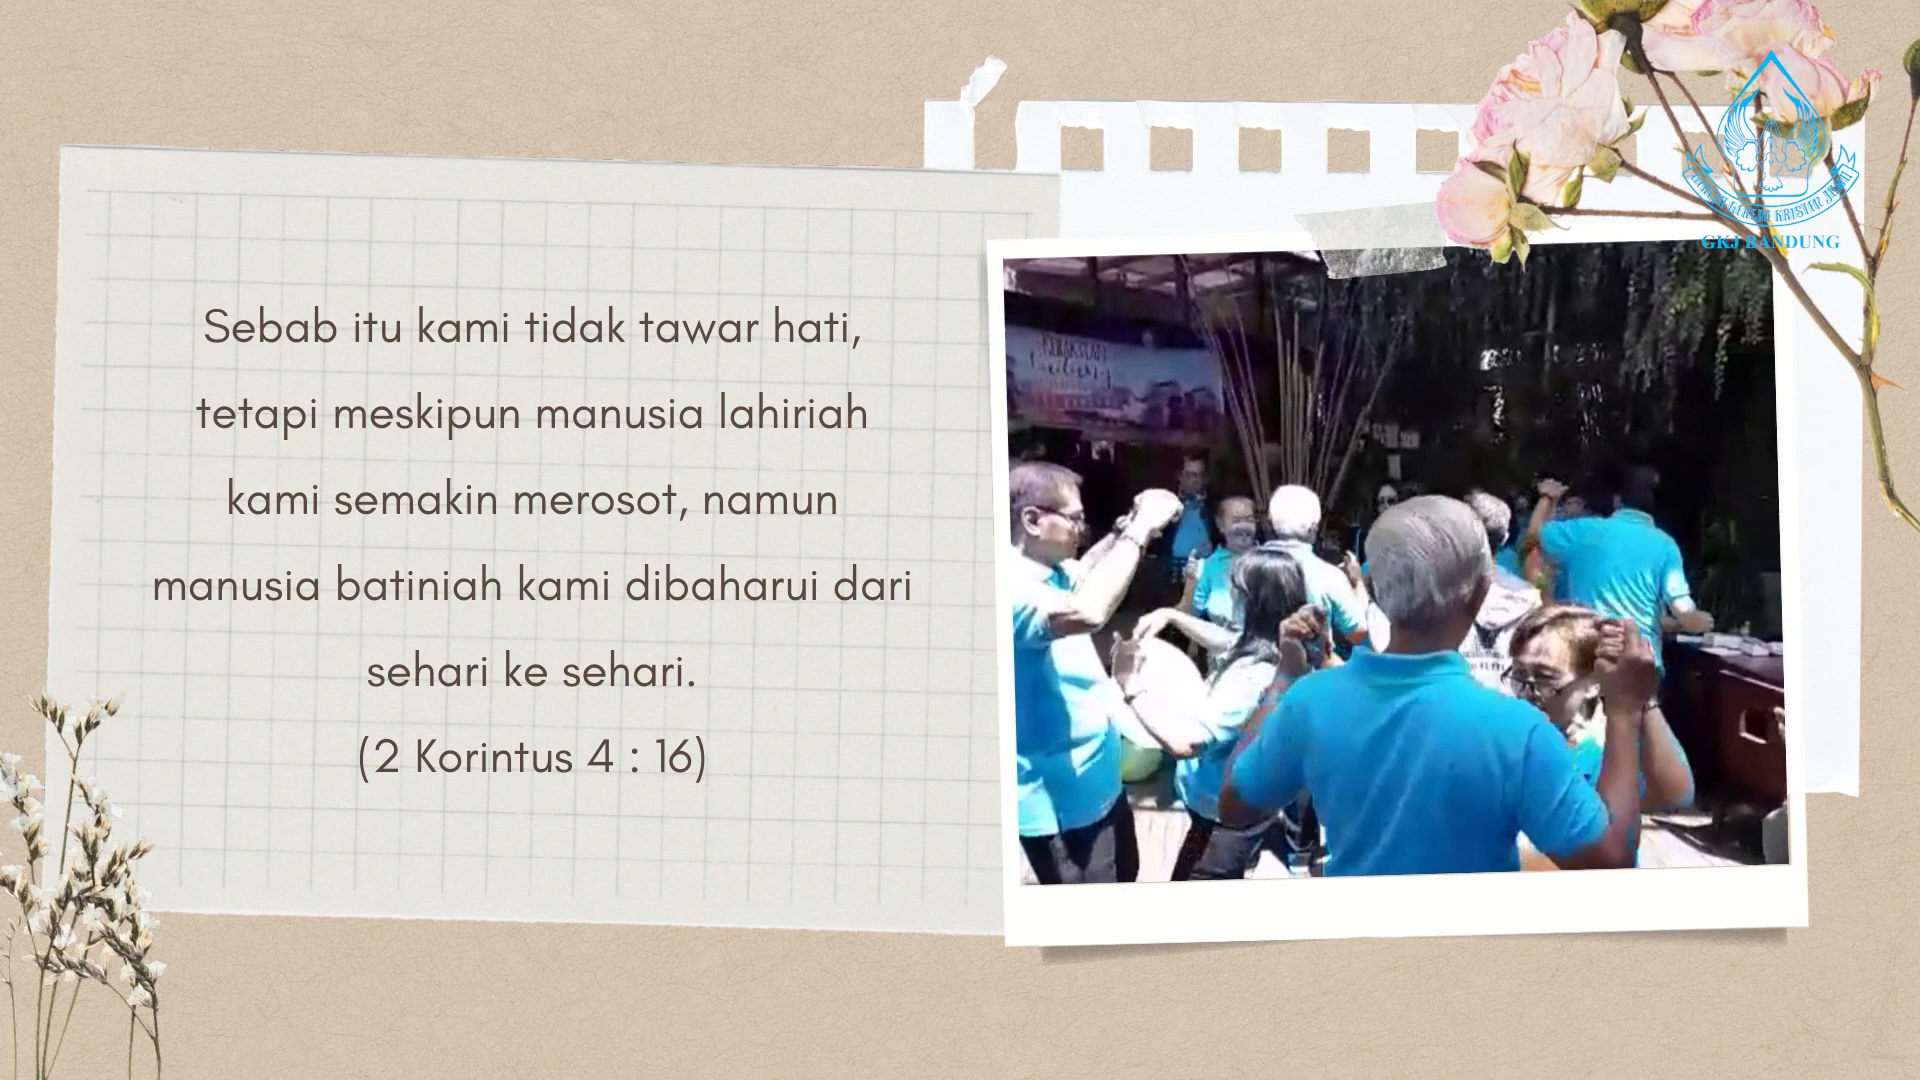 Sebab itu kami tidak tawar hati,
tetapi meskipun manusia lahiriah
kami semakin merosot, namun
manusia batiniah kami dibaharui dari
sehari ke sehari.
(2 Korintus 4 : 16)
GKJ BANDUNG